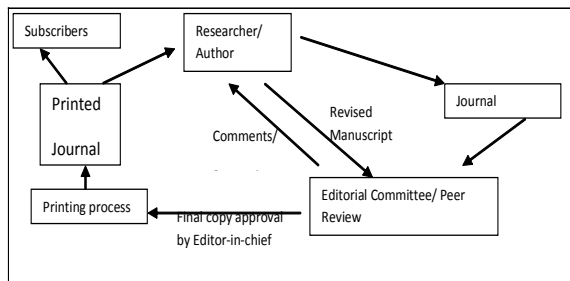 Subscribers
Researcher/
Author
Printed
Journal
Journal
Comments/
Revised
Manuscript
Editorial Committee/ Peer
Review
Printing process
Final copy approval
by Editor-in-chief